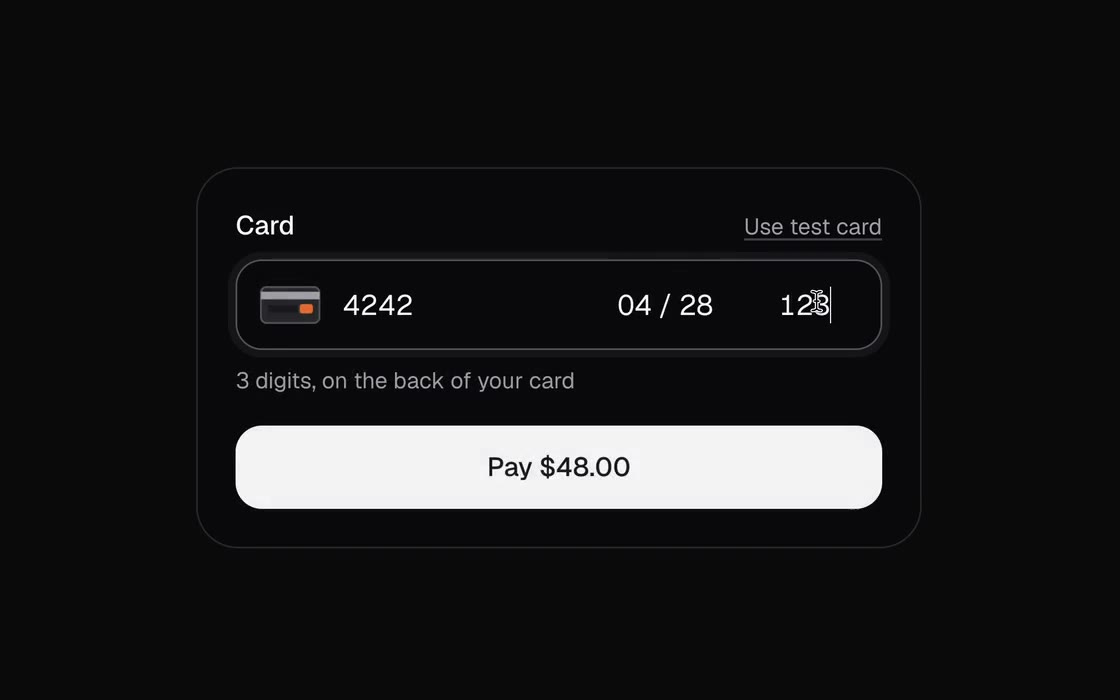 Card
Use test card
4242
04 / 28
123
3 digits, on the back of your card
Pay $48.00